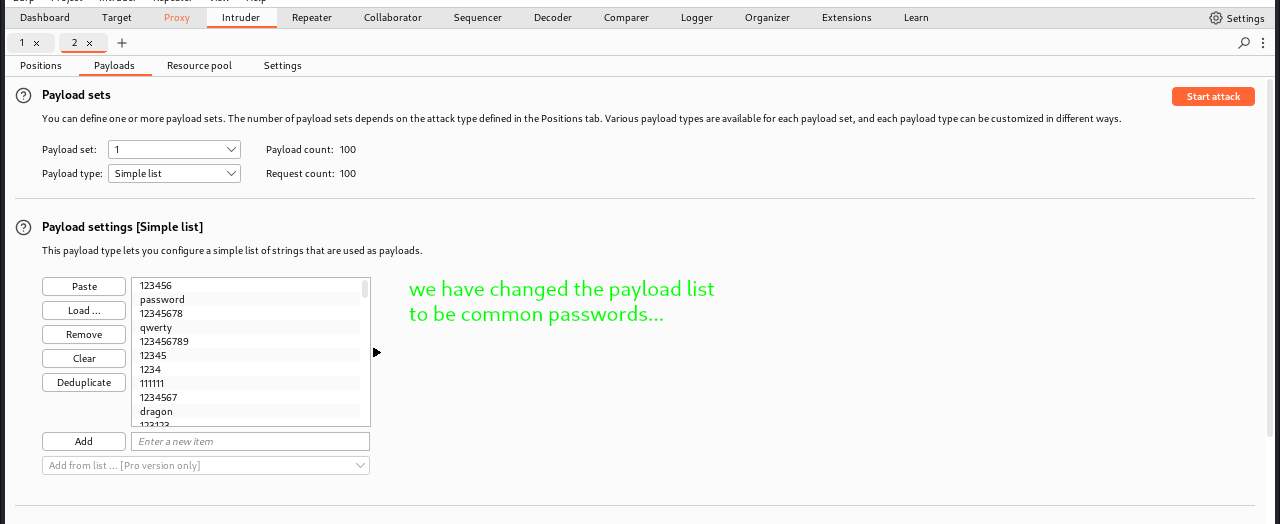 Dashboard Target Proxy Intruder Repeater Collaborator Sequencer Decoder Comparer Logger Organizer Extensions Learn Settings
1 × 2 × +
Positions Payloads Resource pool Settings
? Payload sets Start attack
You can define one or more payload sets. The number of payload sets depends on the attack type defined in the Positions tab. Various payload types are available for each payload set, and each payload type can be customized in different ways.
Payload set: 1 Payload count: 100
Payload type: Simple list Request count: 100
? Payload settings [Simple list]
This payload type lets you configure a simple list of strings that are used as payloads.
Paste
Load ...
Remove
Clear
Deduplicate
123456
password
12345678
qwerty
123456789
12345
1234
111111
1234567
dragon
123123
we have changed the payload list
to be common passwords...
Add Enter a new item
Add from list ... [Pro version only]